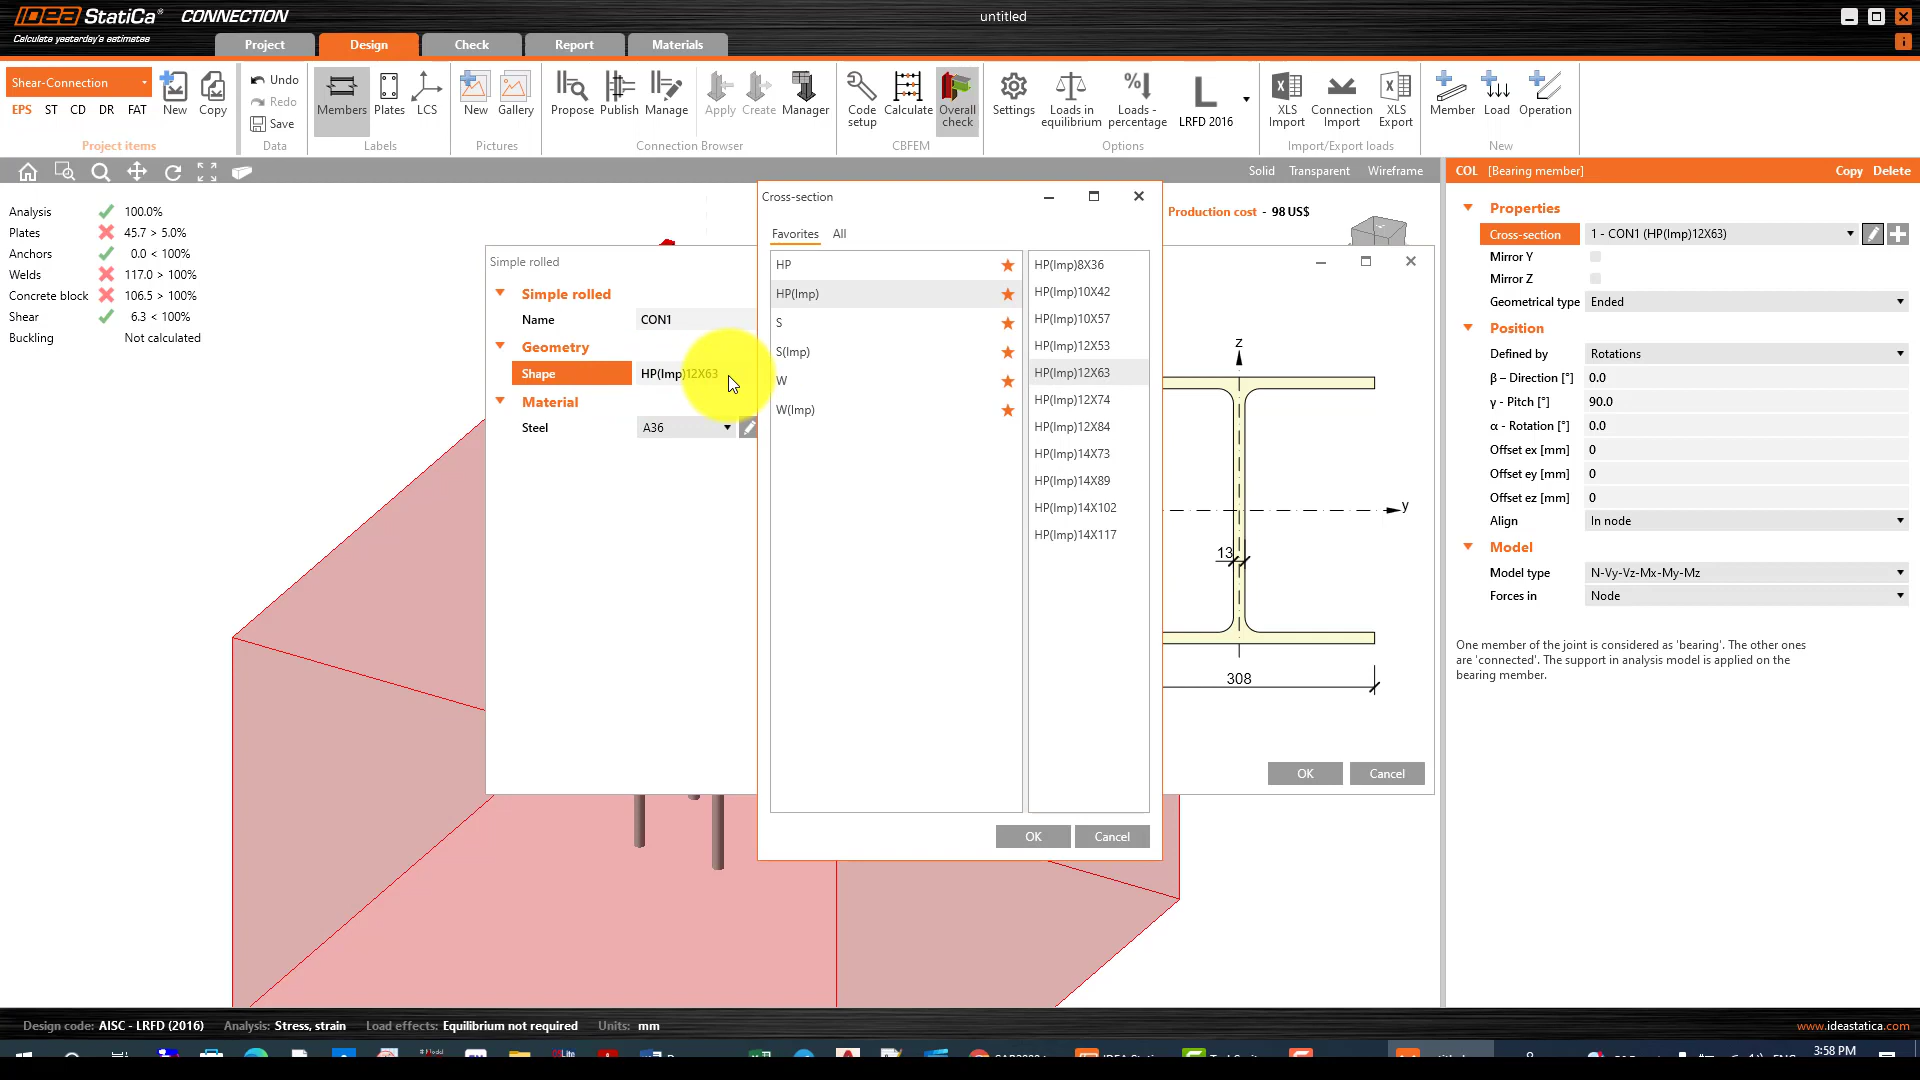 IDEA StatiCa® CONNECTION
Calculate yesterday's estimates
untitled
Project Design Check Report Materials
Shear-Connection
EPS ST CD DR FAT
New Copy
Project items
Undo
Redo
Save
Data
Members Plates LCS
Labels
New Gallery
Pictures
Propose Publish Manage Apply Create Manager
Connection Browser
Code setup Calculate Overall check
CBFEM
Settings Loads in equilibrium Loads - percentage LRFD 2016
Options
XLS Import Connection Import XLS Export
Import/Export loads
Member Load Operation
New
Solid Transparent Wireframe
COL [Bearing member] Copy Delete
Analysis 100.0%
Plates 45.7 > 5.0%
Anchors 0.0 < 100%
Welds 117.0 > 100%
Concrete block 106.5 > 100%
Shear 6.3 < 100%
Buckling Not calculated
Production cost - 98 US$
Simple rolled
Simple rolled
Name CON1
Geometry
Shape HP(Imp)12X63
Material
Steel A36
Cross-section
Favorites All
HP
HP(Imp)
S
S(Imp)
W
W(Imp)
HP(Imp)8X36
HP(Imp)10X42
HP(Imp)10X57
HP(Imp)12X53
HP(Imp)12X63
HP(Imp)12X74
HP(Imp)12X84
HP(Imp)14X73
HP(Imp)14X89
HP(Imp)14X102
HP(Imp)14X117
OK Cancel
z
y
13
308
OK Cancel
Properties
Cross-section 1 - CON1 (HP(Imp)12X63)
Mirror Y
Mirror Z
Geometrical type Ended
Position
Defined by Rotations
β – Direction [°] 0.0
γ - Pitch [°] 90.0
α - Rotation [°] 0.0
Offset ex [mm] 0
Offset ey [mm] 0
Offset ez [mm] 0
Align In node
Model
Model type N-Vy-Vz-Mx-My-Mz
Forces in Node
One member of the joint is considered as 'bearing'. The other ones
are 'connected'. The support in analysis model is applied on the
bearing member.
Design code: AISC - LRFD (2016) Analysis: Stress, strain Load effects: Equilibrium not required Units: mm
www.ideastatica.com
3:58 PM